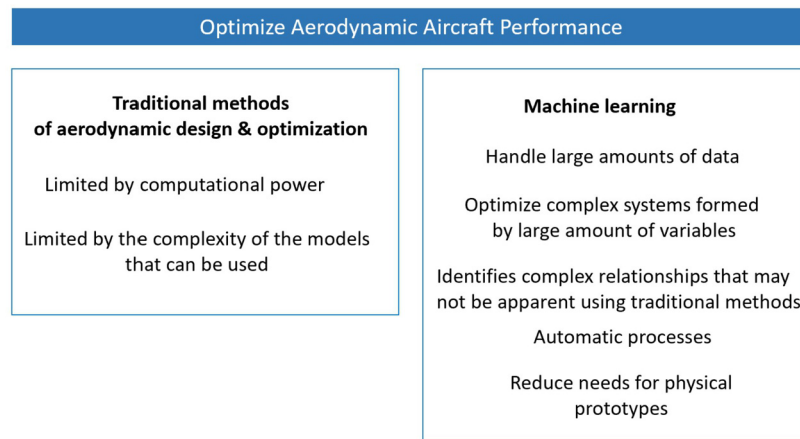 Optimize Aerodynamic Aircraft Performance
Traditional methods
of aerodynamic design & optimization
Limited by computational power
Limited by the complexity of the models
that can be used
Machine learning
Handle large amounts of data
Optimize complex systems formed
by large amount of variables
Identifies complex relationships that may
not be apparent using traditional methods
Automatic processes
Reduce needs for physical
prototypes